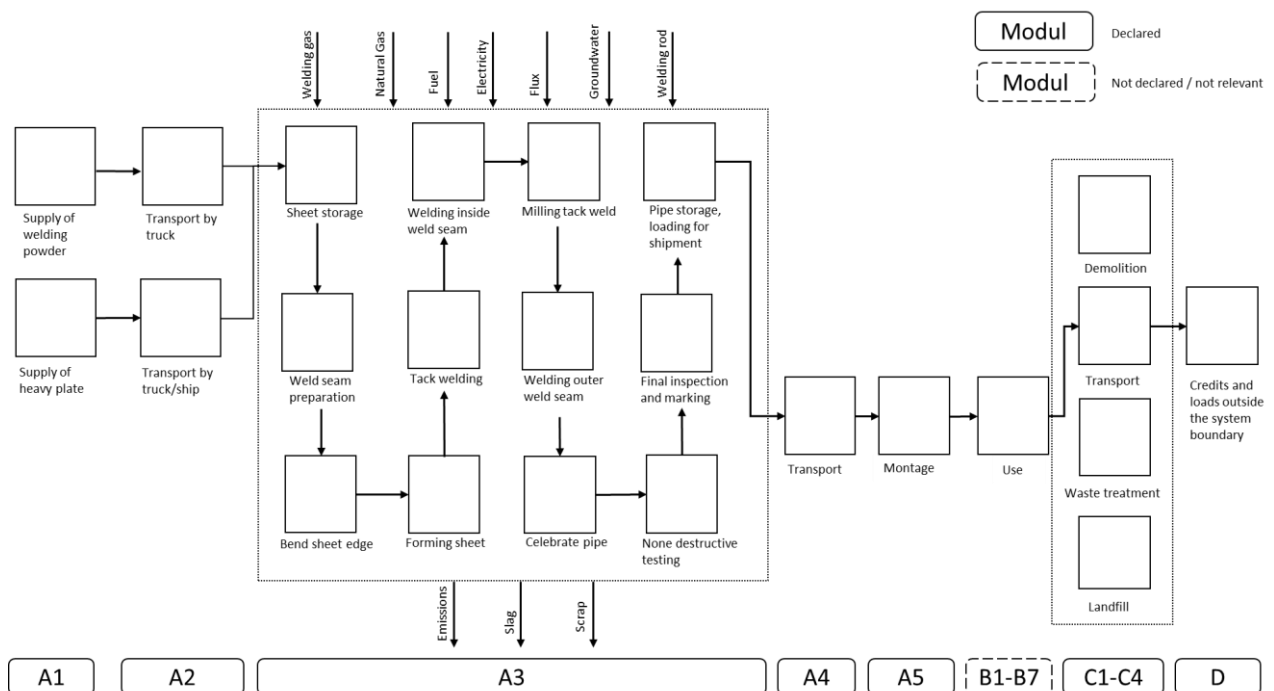 Modul
Declared
Modul
Not declared / not relevant
Welding gas
Natural Gas
Fuel
Electricity
Flux
Groundwater
Welding rod
Supply of
welding
powder
Transport by
truck
Sheet storage
Welding inside
weld seam
Milling tack weld
Pipe storage,
loading for
shipment
Demolition
Supply of
heavy plate
Transport by
truck/ship
Weld seam
preparation
Tack welding
Welding outer
weld seam
Final inspection
and marking
Transport
Credits and
loads outside
the system
boundary
Transport
Montage
Use
Waste treatment
Bend sheet edge
Forming sheet
Celebrate pipe
None destructive
testing
Landfill
Emissions
Slag
Scrap
A1
A2
A3
A4
A5
B1-B7
C1-C4
D